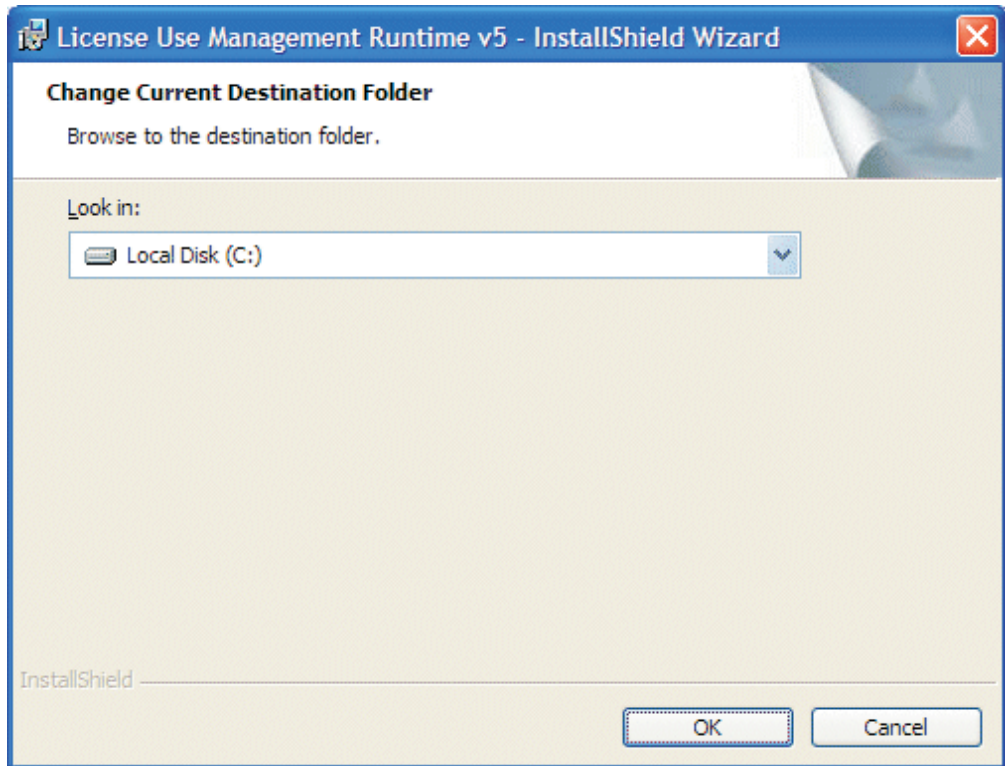 License Use Management Runtime v5 - InstallShield Wizard
Change Current Destination Folder
Browse to the destination folder.
Look in:
Local Disk (C:)
InstallShield
OK Cancel